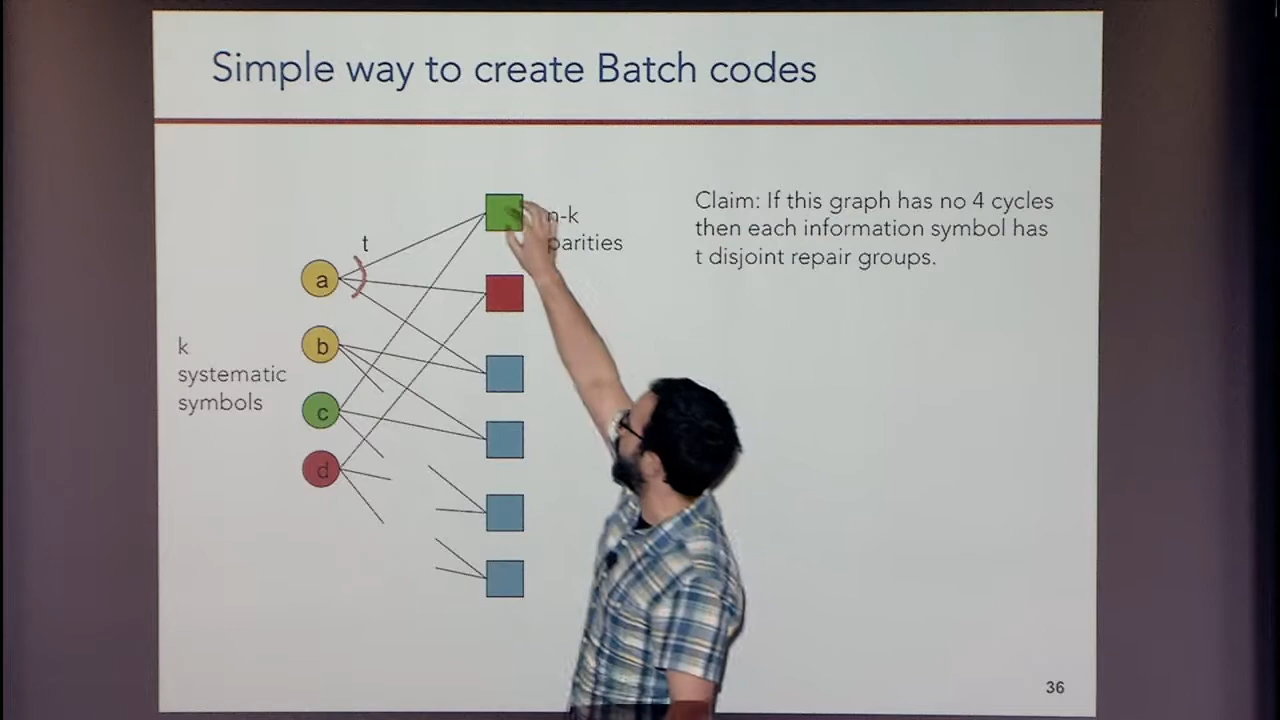 Simple way to create Batch codes
n-k
parities
t
a
b
c
d
k
systematic
symbols
Claim: If this graph has no 4 cycles
then each information symbol has
t disjoint repair groups.
36